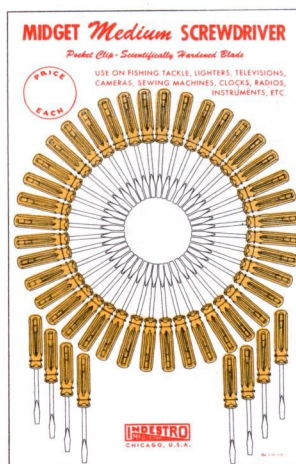 MIDGET Medium SCREWDRIVER
Pocket Clip - Scientifically Hardened Blade
PRICE
EACH
USE ON FISHING TACKLE, LIGHTERS, TELEVISIONS,
CAMERAS, SEWING MACHINES, CLOCKS, RADIOS,
INSTRUMENTS, ETC
INDESTRO
CHICAGO, U.S.A.